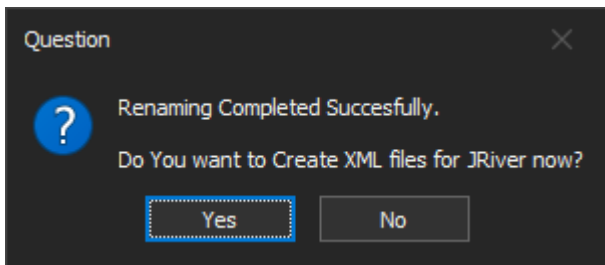 Question
Renaming Completed Succesfully.
Do You want to Create XML files for JRiver now?
Yes No